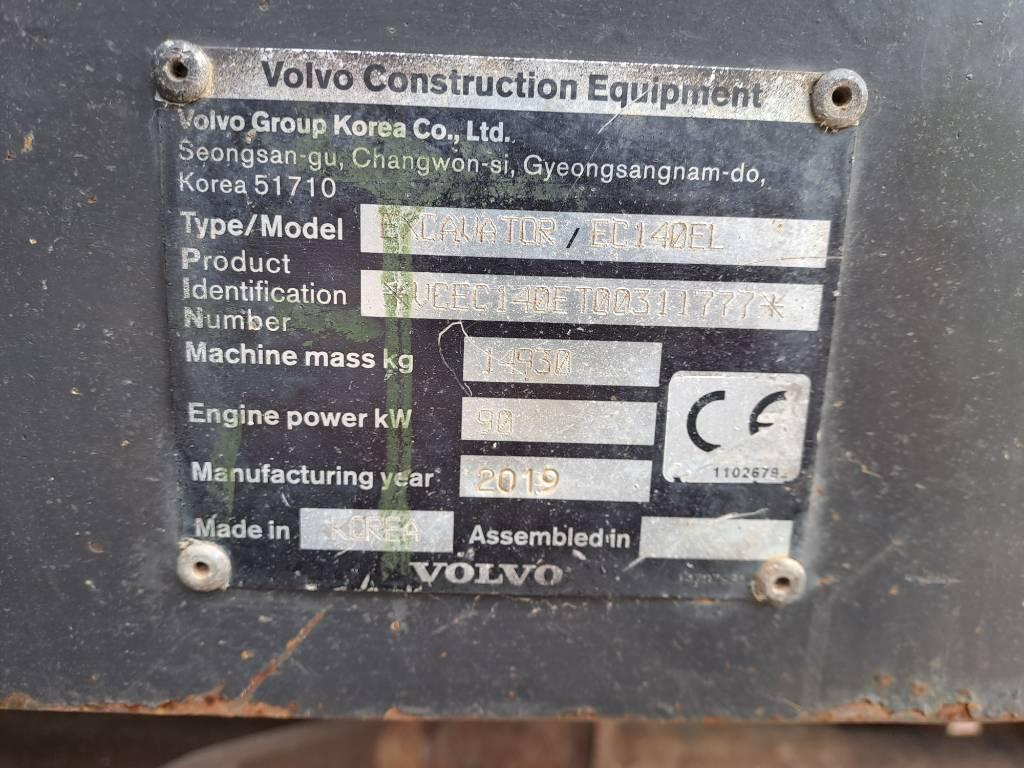 Volvo Construction Equipment
Volvo Group Korea Co., Ltd.
Seongsan-gu, Changwon-si, Gyeongsangnam-do,
Korea 51710
Type/Model EXCAVATOR / EC140EL
Product
Identification *VCEC140ET00311777*
Number
Machine mass kg 14930
Engine power kW 90
CE
Manufacturing year 2019
Made in KOREA Assembled in
VOLVO